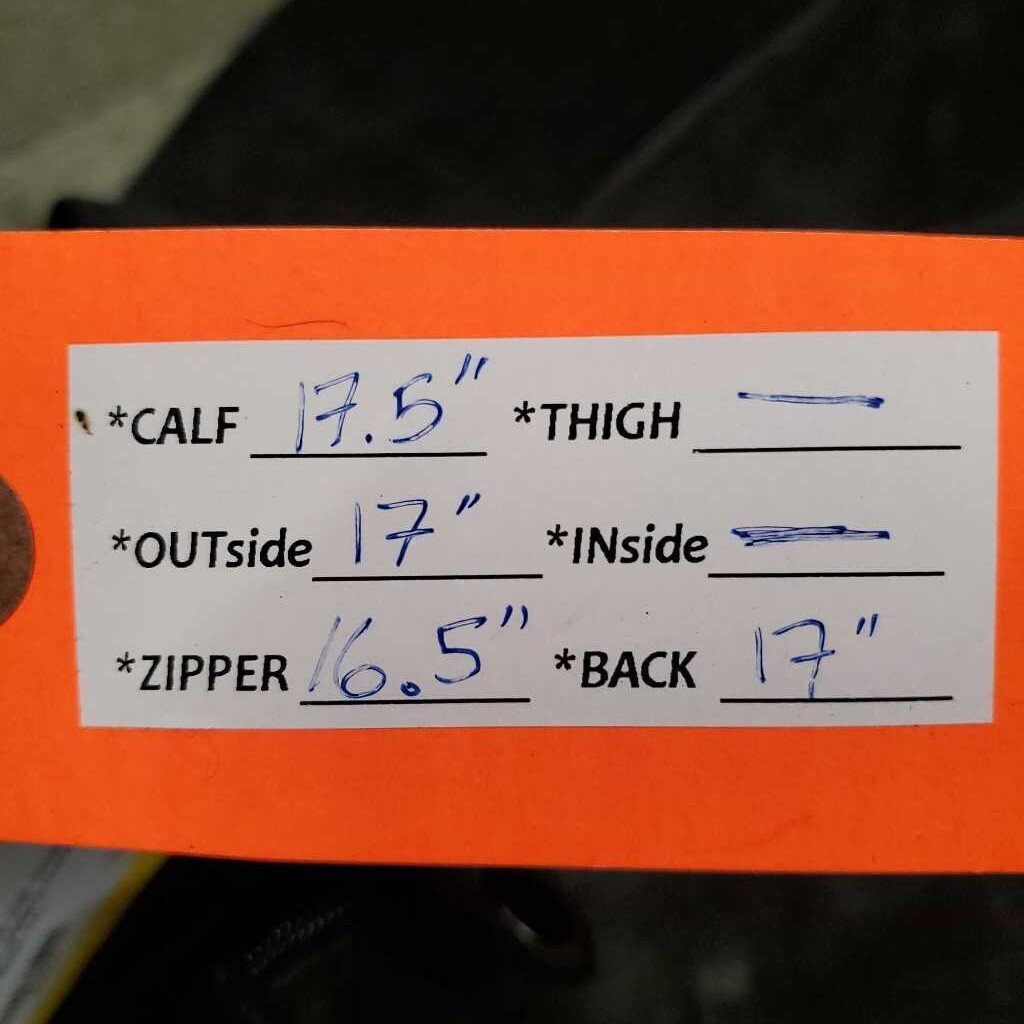 *CALF 17.5" *THIGH —
*OUTside 17" *INside —
*ZIPPER 16.5" *BACK 17"